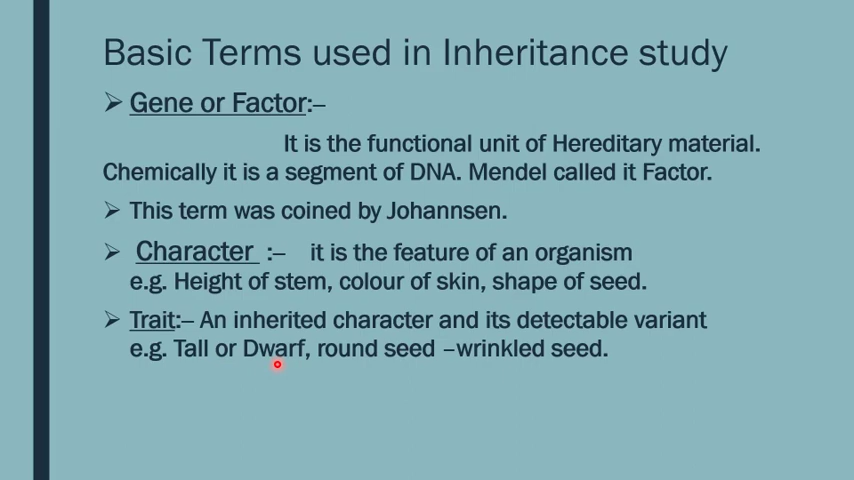 Basic Terms used in Inheritance study
➢ Gene or Factor:–
It is the functional unit of Hereditary material.
Chemically it is a segment of DNA. Mendel called it Factor.
➢ This term was coined by Johannsen.
➢ Character :– it is the feature of an organism
e.g. Height of stem, colour of skin, shape of seed.
➢ Trait:– An inherited character and its detectable variant
e.g. Tall or Dwarf, round seed –wrinkled seed.